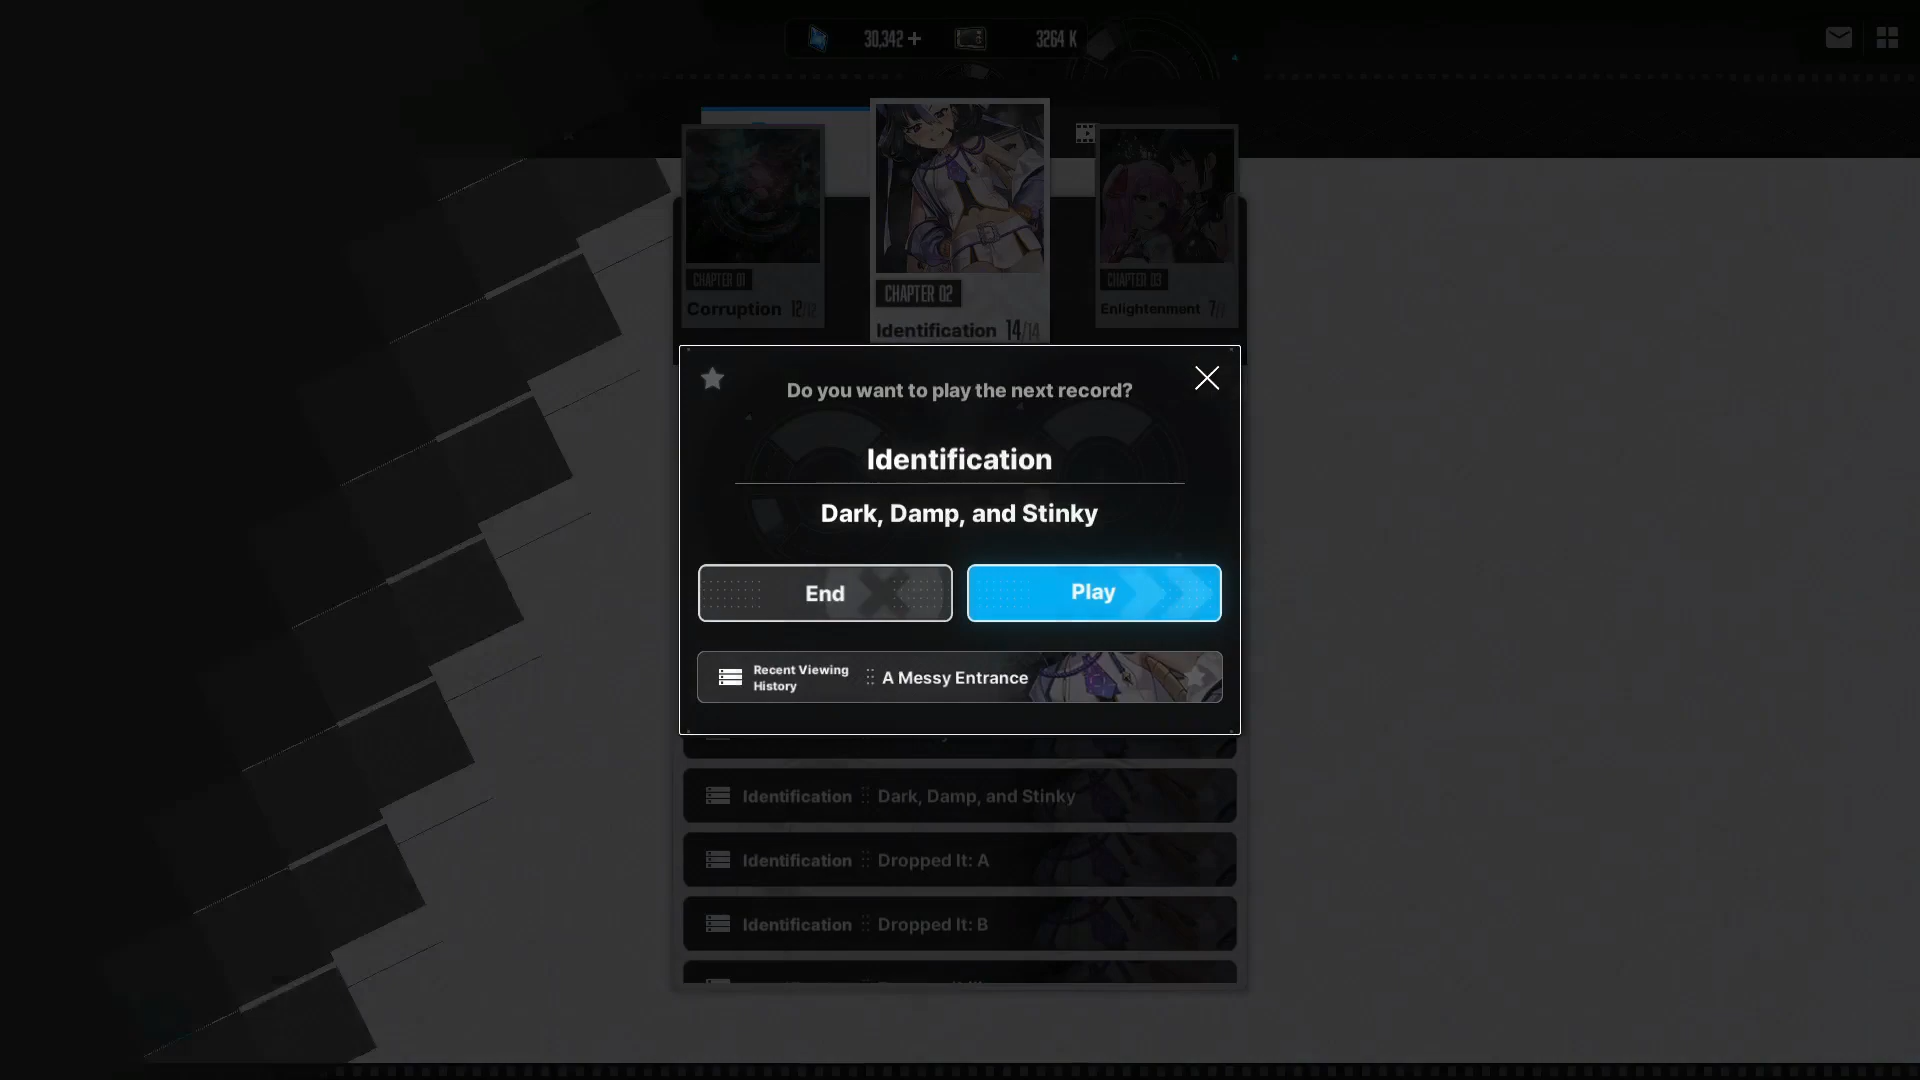 30,342 +
3264 K
CHAPTER 01
Corruption 12/12
CHAPTER 02
Identification 14/14
CHAPTER 03
Enlightenment 7/7
Do you want to play the next record?
Identification
Dark, Damp, and Stinky
End
Play
Recent Viewing
History
:: A Messy Entrance
Identification :: Dark, Damp, and Stinky
Identification :: Dropped It: A
Identification :: Dropped It: B